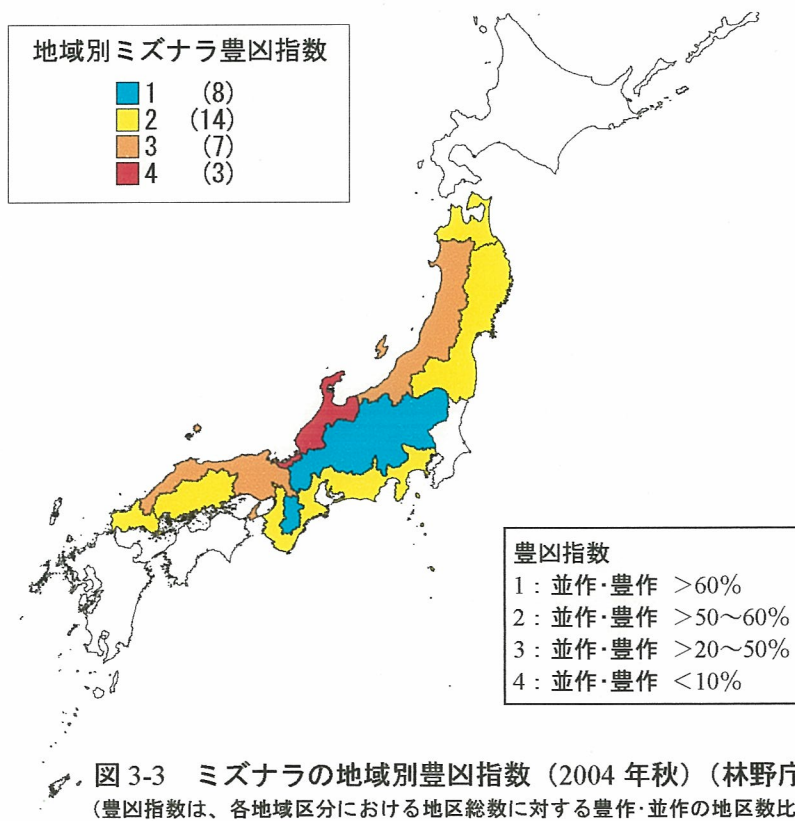 地域別ミズナラ豊凶指数
1 (8)
2 (14)
3 (7)
4 (3)
豊凶指数
1：並作・豊作 ＞60%
2：並作・豊作 ＞50～60%
3：並作・豊作 ＞20～50%
4：並作・豊作 ＜10%
図 3-3 ミズナラの地域別豊凶指数（2004 年秋）（林野庁
（豊凶指数は、各地域区分における地区総数に対する豊作・並作の地区数比